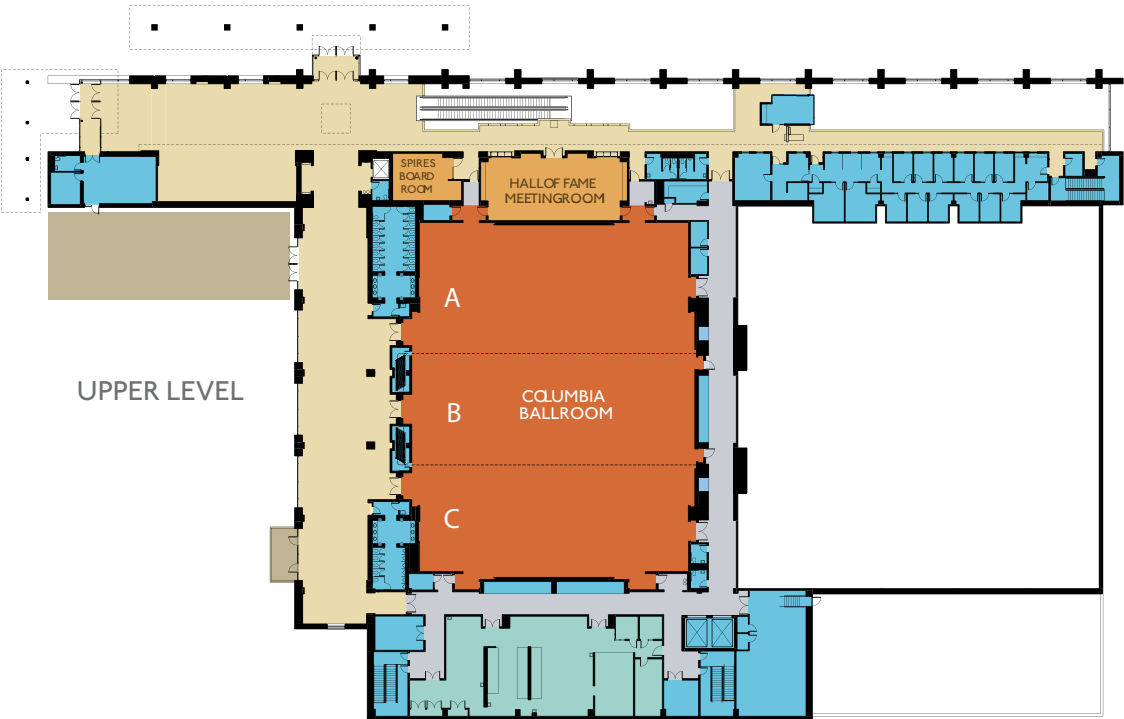 SPIRES
BOARD
ROOM
HALL OF FAME
MEETING ROOM
A
UPPER LEVEL
B
COLUMBIA
BALLROOM
C